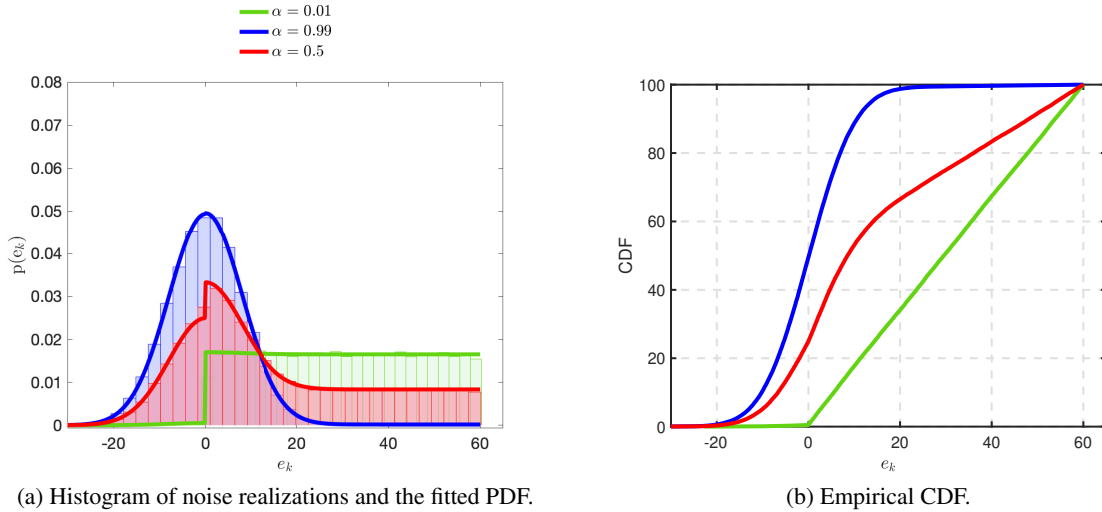 α = 0.01
α = 0.99
α = 0.5
0.08
0.07
0.06
0.05
0.04
0.03
0.02
0.01
0
p(e_k)
-20 0 20 40 60
e_k
(a) Histogram of noise realizations and the fitted PDF.
100
80
60
40
20
0
CDF
-20 0 20 40 60
e_k
(b) Empirical CDF.